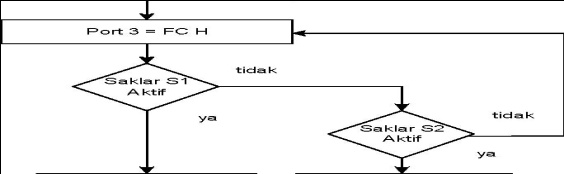 Port 3 = FC H
Saklar S1
Aktif
tidak
ya
Saklar S2
Aktif
tidak
ya